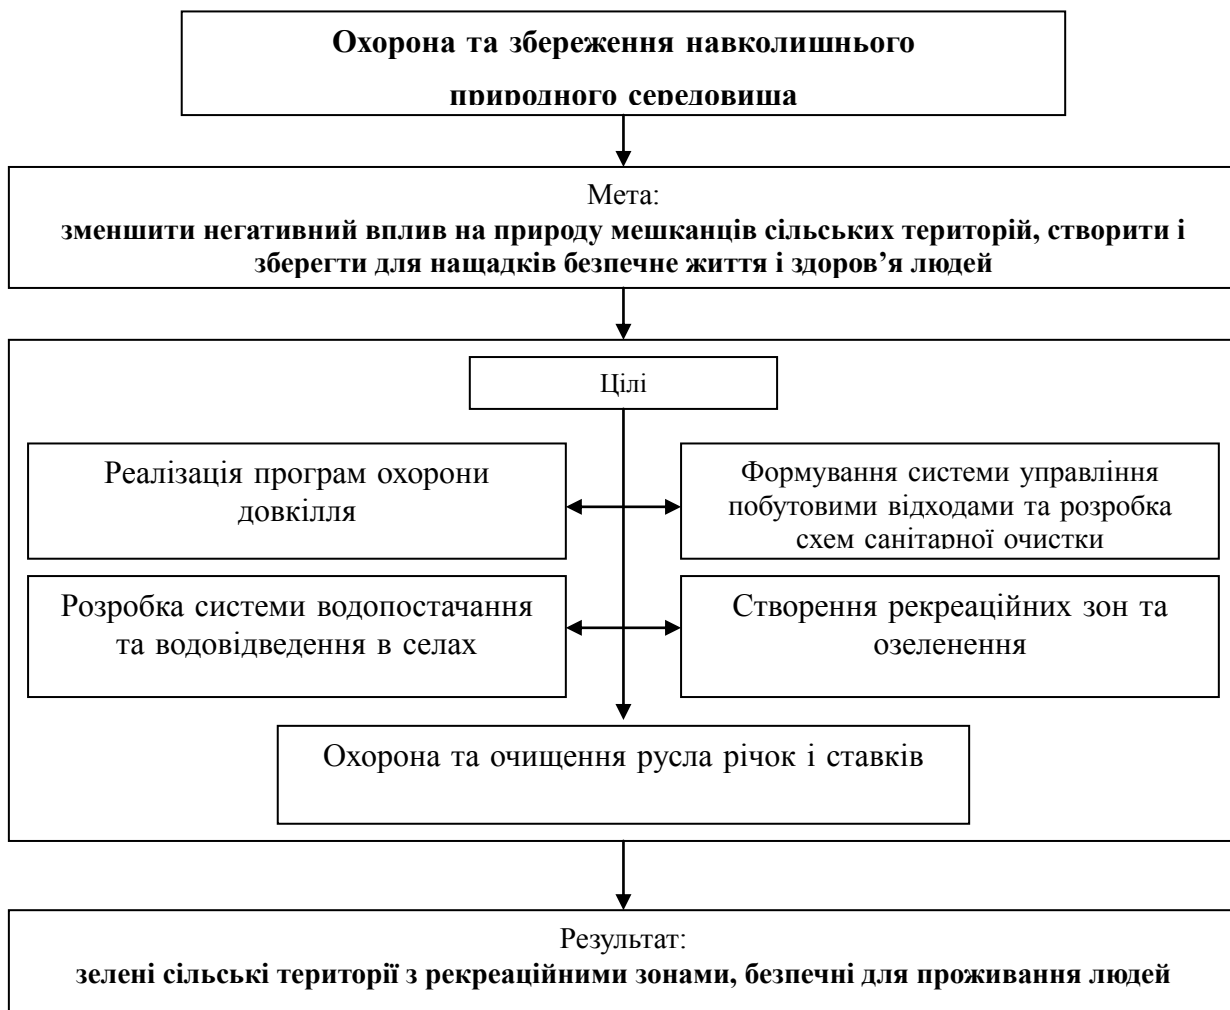 Охорона та збереження навколишнього
природного середовища
Мета:
зменшити негативний вплив на природу мешканців сільських територій, створити і
зберегти для нащадків безпечне життя і здоров’я людей
Цілі
Реалізація програм охорони
довкілля
Формування системи управління
побутовими відходами та розробка
схем санітарної очистки
Розробка системи водопостачання
та водовідведення в селах
Створення рекреаційних зон та
озеленення
Охорона та очищення русла річок і ставків
Результат:
зелені сільські території з рекреаційними зонами, безпечні для проживання людей